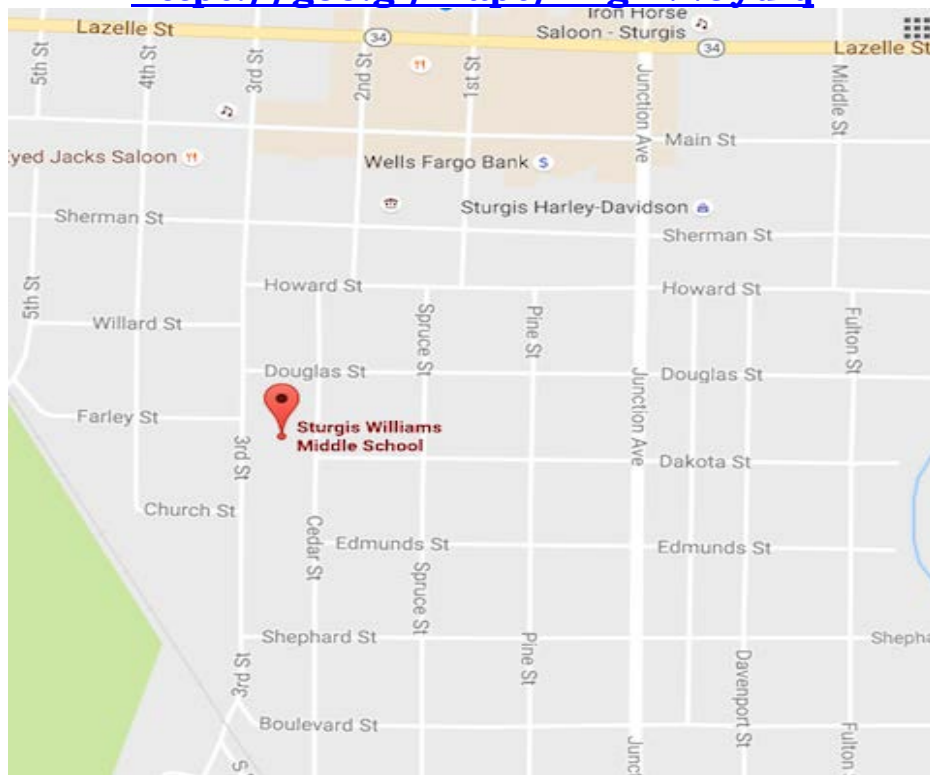 Iron Horse
Saloon - Sturgis
Lazelle St
34
34
Lazelle St
5th St
4th St
3rd St
2nd St
1st St
Junction Ave
Middle St
Main St
Eyed Jacks Saloon
Wells Fargo Bank
Sturgis Harley-Davidson
Sherman St
Sherman St
Howard St
Howard St
5th St
Willard St
Spruce St
Pine St
Fulton St
Douglas St
Douglas St
Junction Ave
Farley St
Sturgis Williams
Middle School
3rd St
Dakota St
Church St
Cedar St
Edmunds St
Edmunds St
Spruce St
Shephard St
Pine St
Davenport St
3rd St
Boulevard St
Fulton